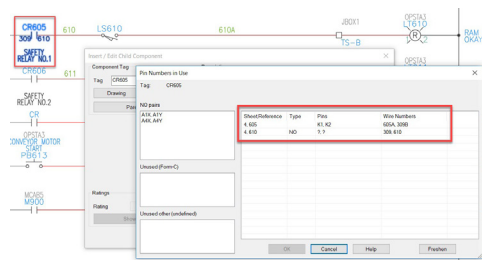 CR605
309 610
SAFETY
RELAY NO.1
610
LS610
610A
JBOX1
TS-B
OPSTA3
LT610
R
2
RAM
OKAY
OPSTA3
CR606
611
SAFETY
RELAY NO.2
CR
OPSTA3
CONVEYOR MOTOR
START
PB613
MCAB5
M900
Insert / Edit Child Component
Component Tag
Tag
CR605
Drawing
Ratings
Rating
Pin Numbers in Use
Tag:
CR605
NO pairs
A1X, A1Y
A4X, A4Y
Unused (Form-C)
Unused other (undefined)
Sheet/Reference Type Pins Wire Numbers
4, 605 K1, K2 605A, 309B
4, 610 NO ?, ? 309, 610
OK
Cancel
Help
Freshen